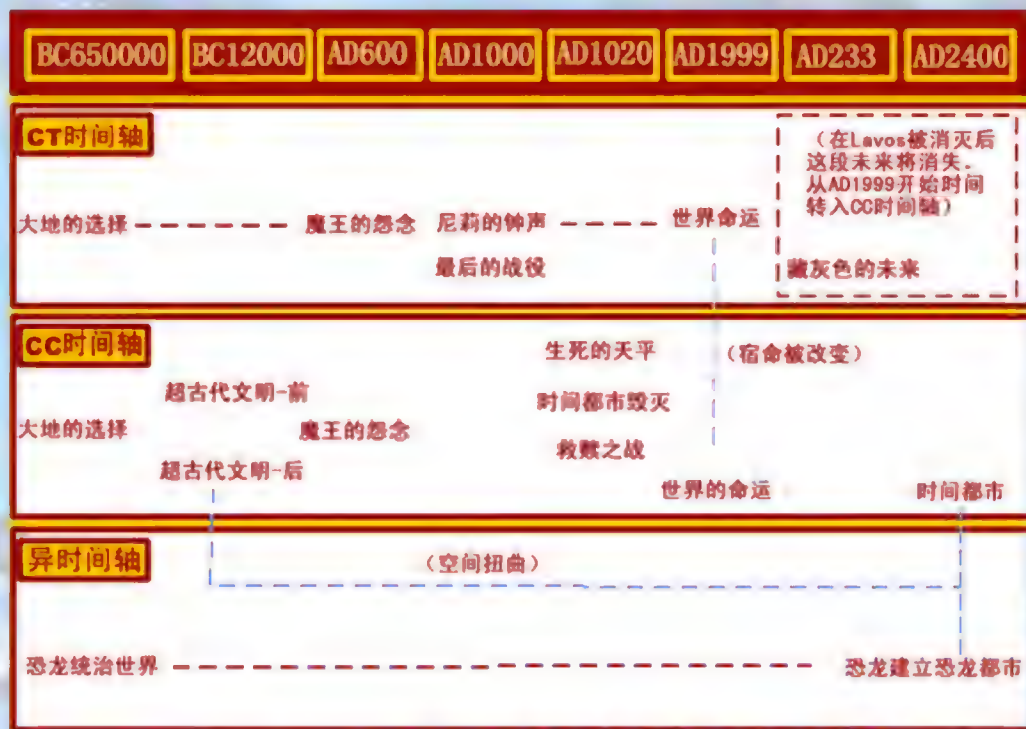 BC650000 BC12000 AD600 AD1000 AD1020 AD1999 AD233 AD2400
CT时间轴
(在Lavos被消灭后
这段未来将消失.
从AD1999开始时间
转入CC时间轴)
大地的选择 魔王的怨念 尼莉的钟声 世界命运
最后的战役 藏灰色的未来
CC时间轴
生死的天平 (宿命被改变)
超古代文明-前
时间都市毁灭
大地的选择 魔王的怨念
救赎之战
超古代文明-后
世界的命运 时间都市
异时间轴
(空间扭曲)
恐龙统治世界 恐龙建立恐龙都市